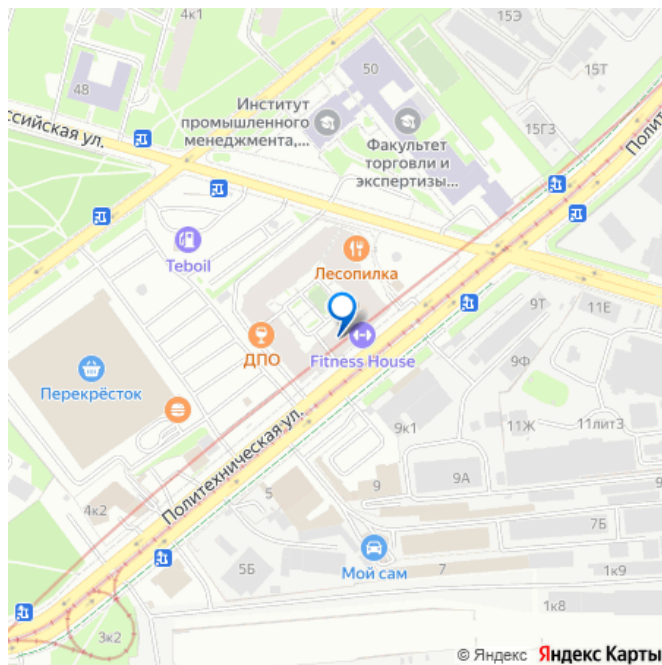 4к1
15Э
50
15Т
48
Институт
промышленного
менеджмента,...
15Г3
ссийская ул.
Факультет
торговли и
экспертизы...
Полит
Teboil
Лесопилка
9Т
11Е
ДПО
Fitness House
9Ф
Перекрёсток
11Ж
11лит3
9к1
Политехническая ул.
9А
9
5
4к2
7Б
5Б
Мой сам
7
1к9
1к8
3к2
© Яндекс Яндекс Карты